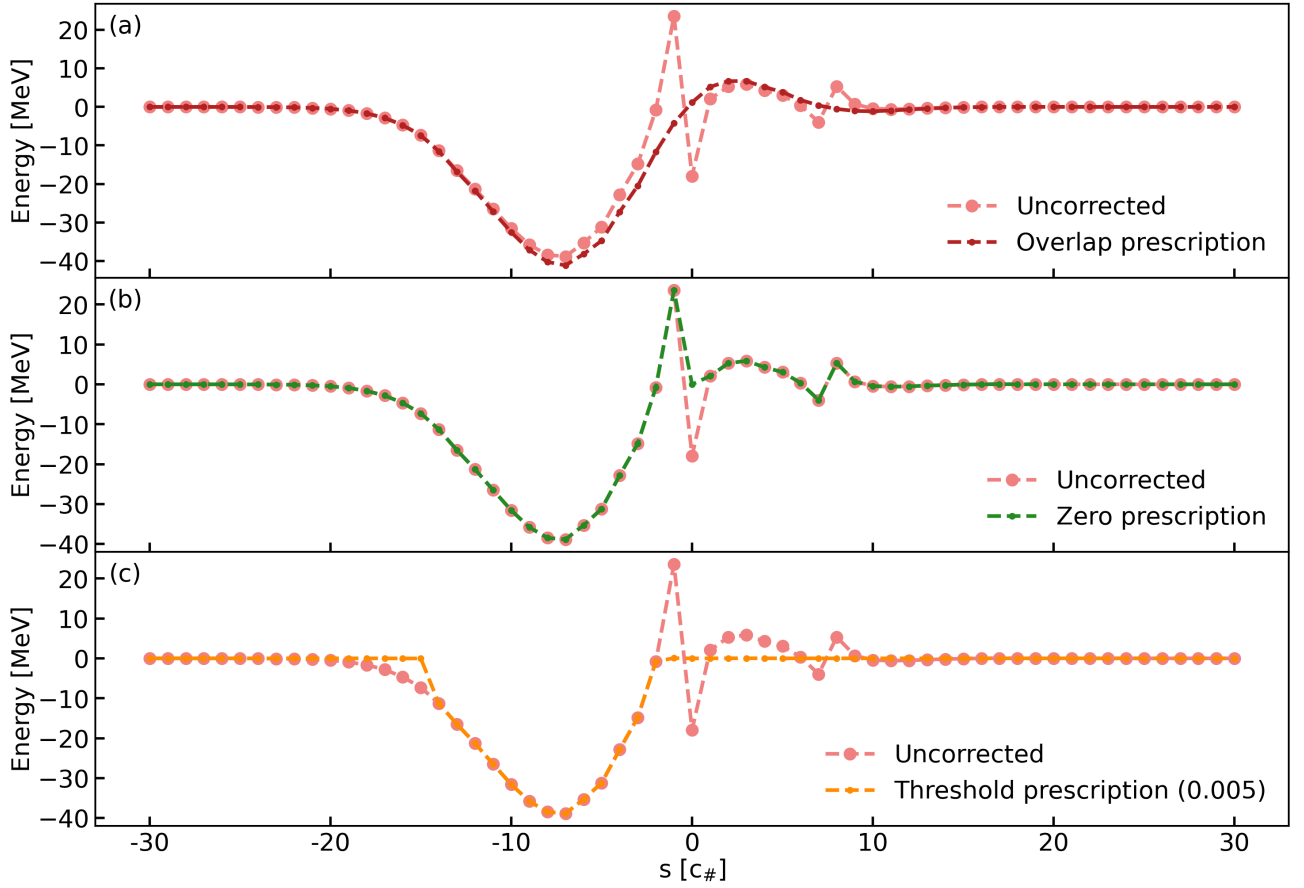 (a)
20
10
0
−10
−20
−30
−40
Energy [MeV]
Uncorrected
Overlap prescription
(b)
20
10
0
−10
−20
−30
−40
Energy [MeV]
Uncorrected
Zero prescription
(c)
20
10
0
−10
−20
−30
−40
Energy [MeV]
Uncorrected
Threshold prescription (0.005)
-30 -20 -10 0 10 20 30
s [c#]